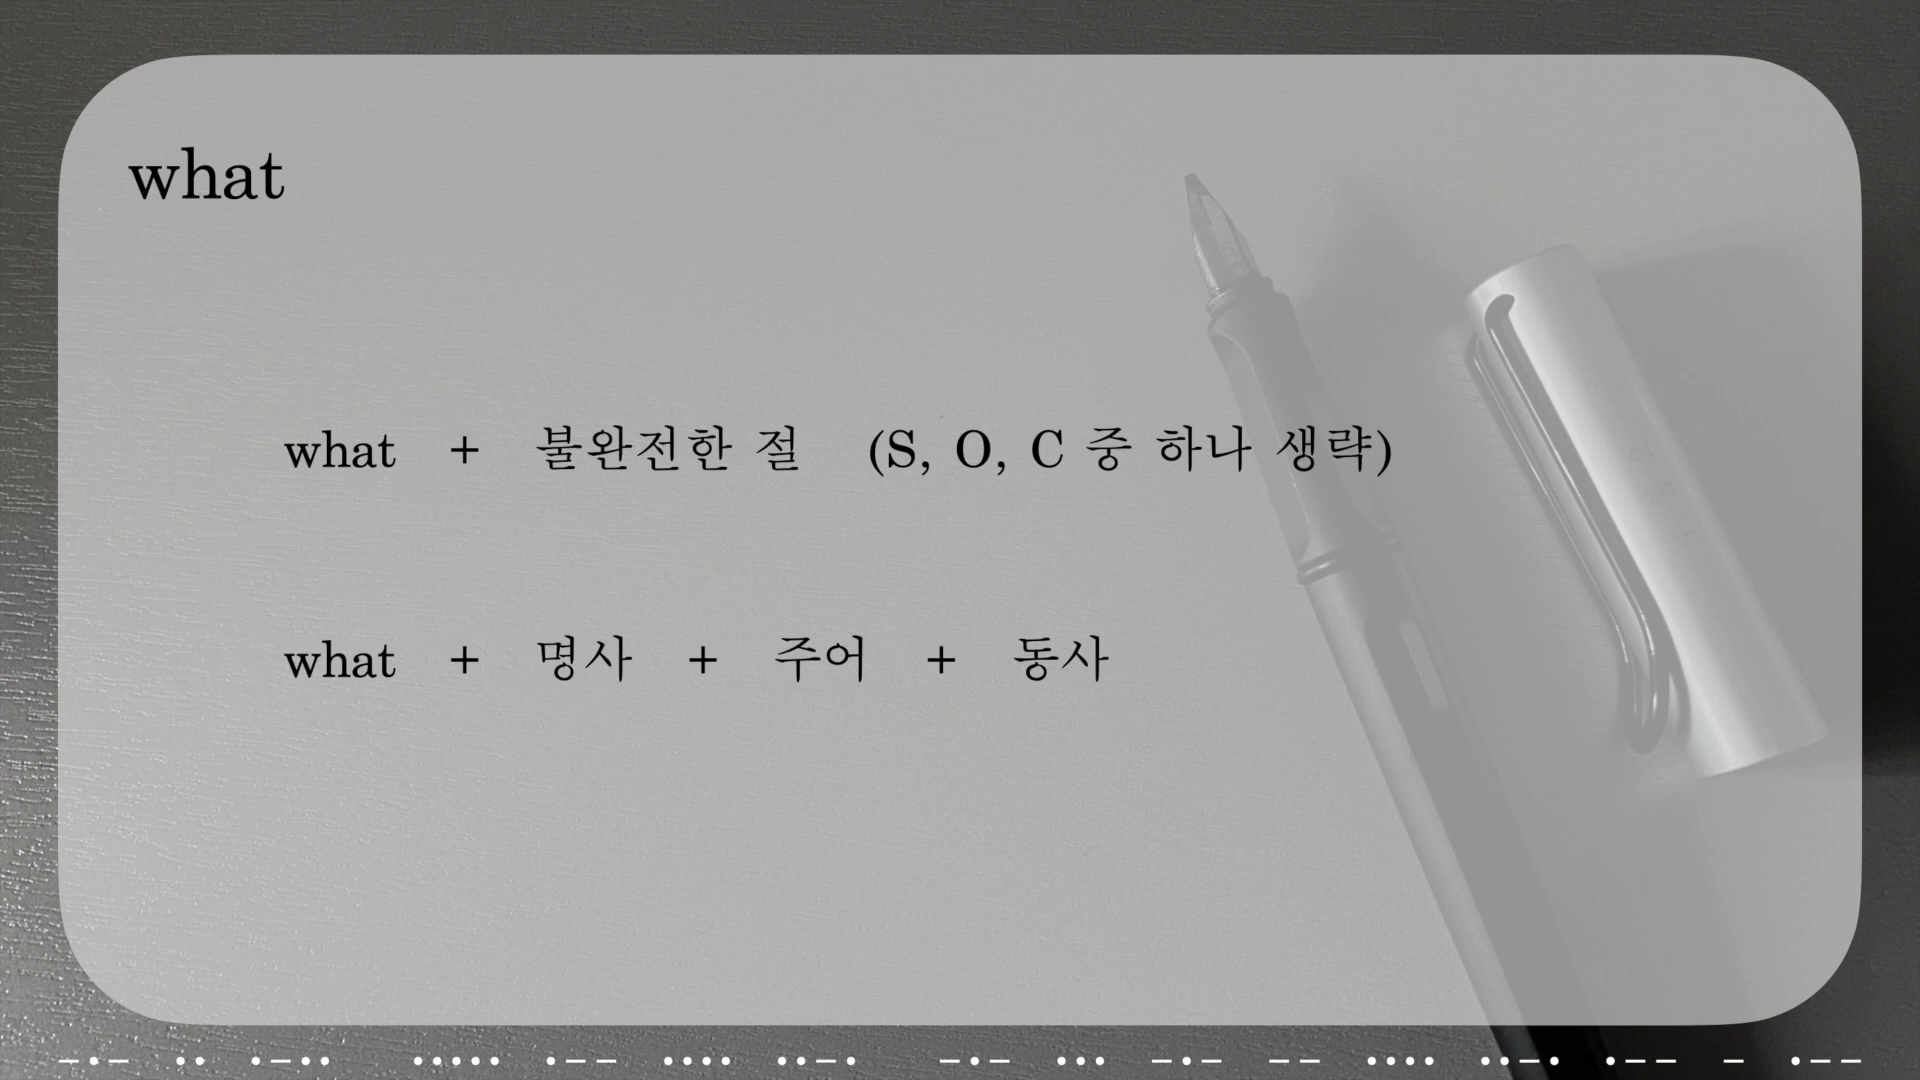 what
what + 불완전한 절 (S, O, C 중 하나 생략)
what + 명사 + 주어 + 동사